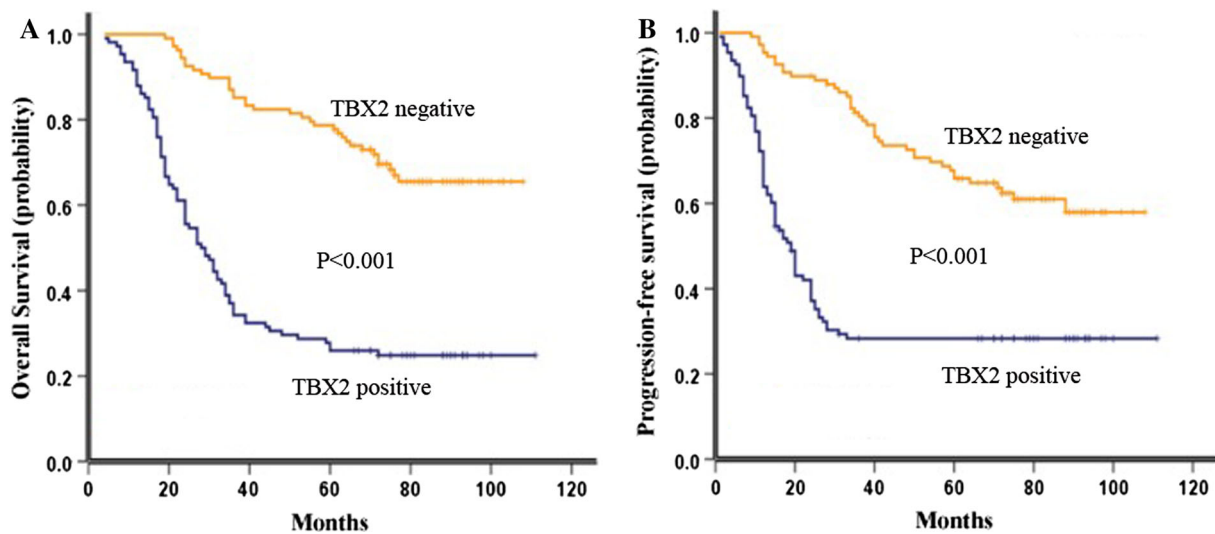 A
Overall Survival (probability)
1.0
0.8
0.6
0.4
0.2
0.0
TBX2 negative
P<0.001
TBX2 positive
0 20 40 60 80 100 120
Months
B
Progression-free survival (probability)
1.0
0.8
0.6
0.4
0.2
0.0
TBX2 negative
P<0.001
TBX2 positive
0 20 40 60 80 100 120
Months